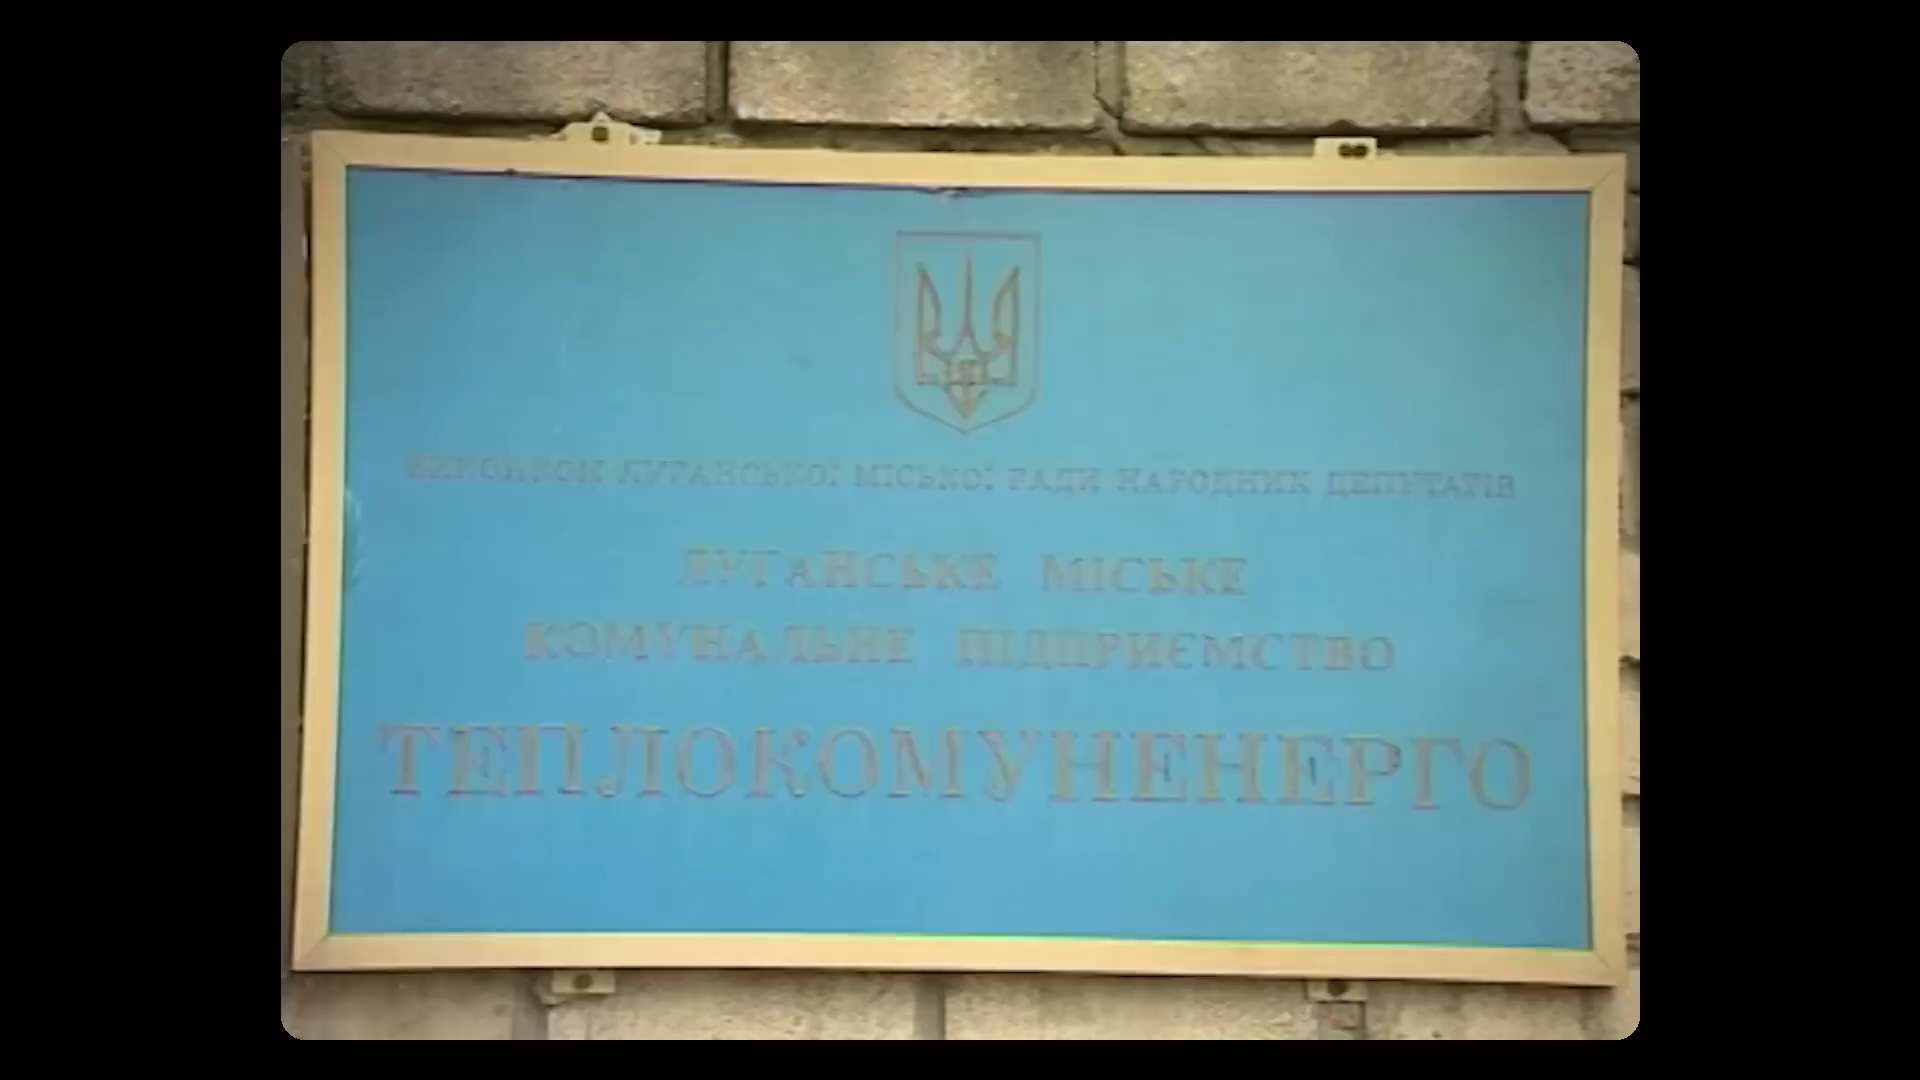 ВИКОНКОМ ЛУГАНСЬКОЇ МІСЬКОЇ РАДИ НАРОДНИХ ДЕПУТАТІВ
ЛУГАНСЬКЕ МІСЬКЕ
КОМУНАЛЬНЕ ПІДПРИЄМСТВО
ТЕПЛОКОМУНЕНЕРГО